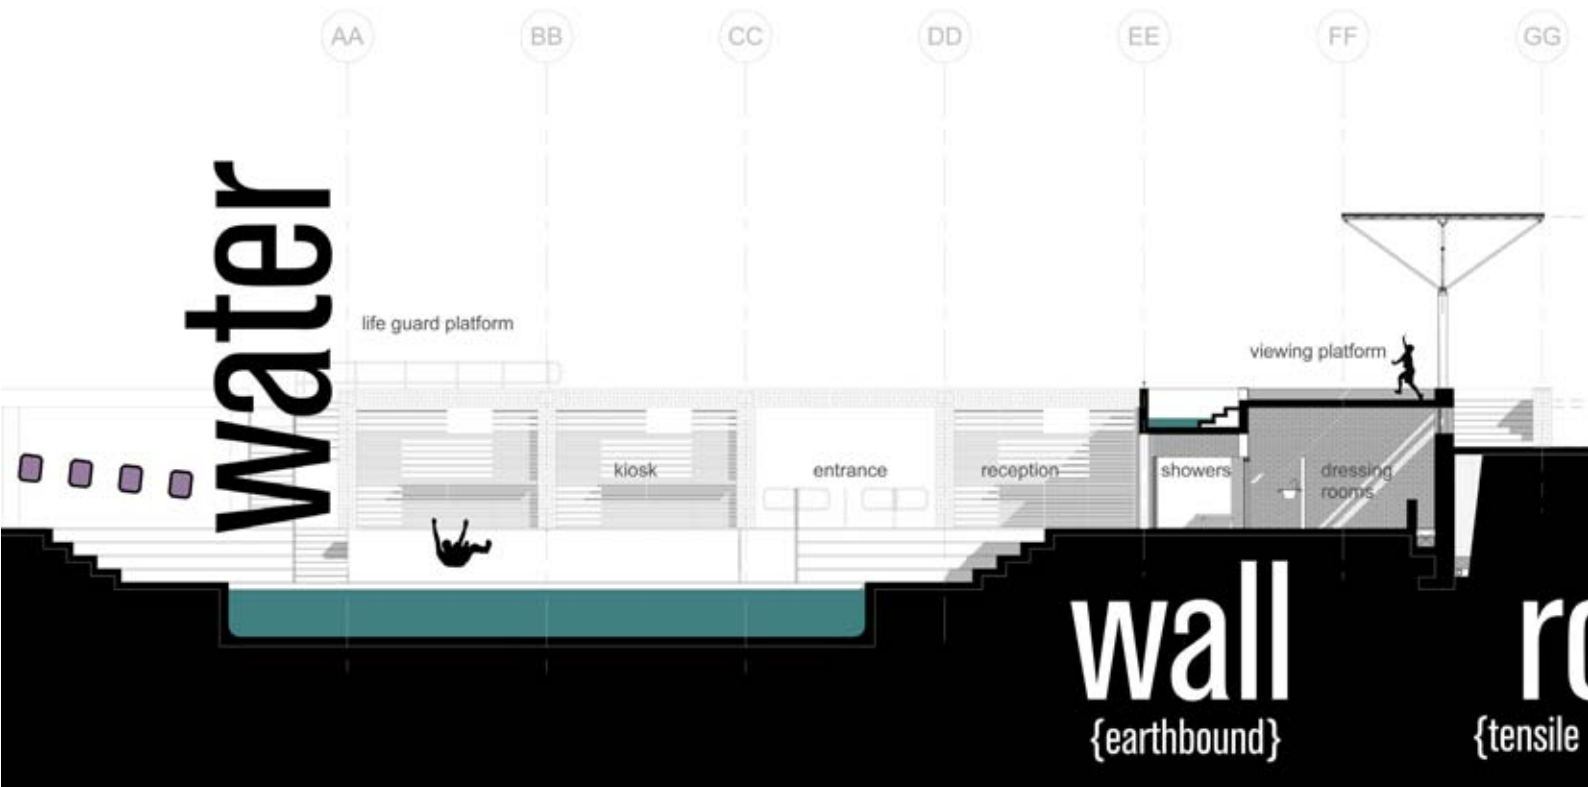 AA
BB
CC
DD
EE
FF
GG
water
life guard platform
viewing platform
kiosk
entrance
reception
showers
dressing
rooms
wall
{earthbound}
{tensile